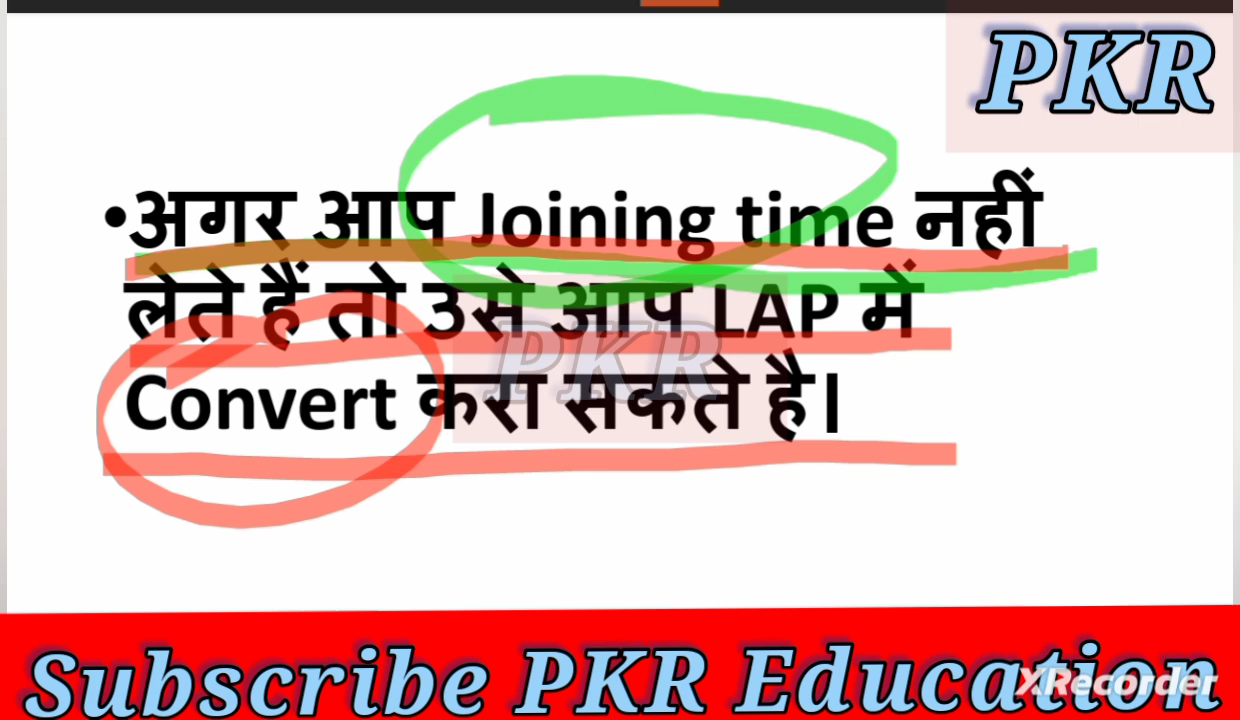 PKR
•अगर आप Joining time नहीं
लेते हैं तो उसे आप LAP में
PKR
Convert करा सकते है।
Subscribe PKR Education
XRecorder